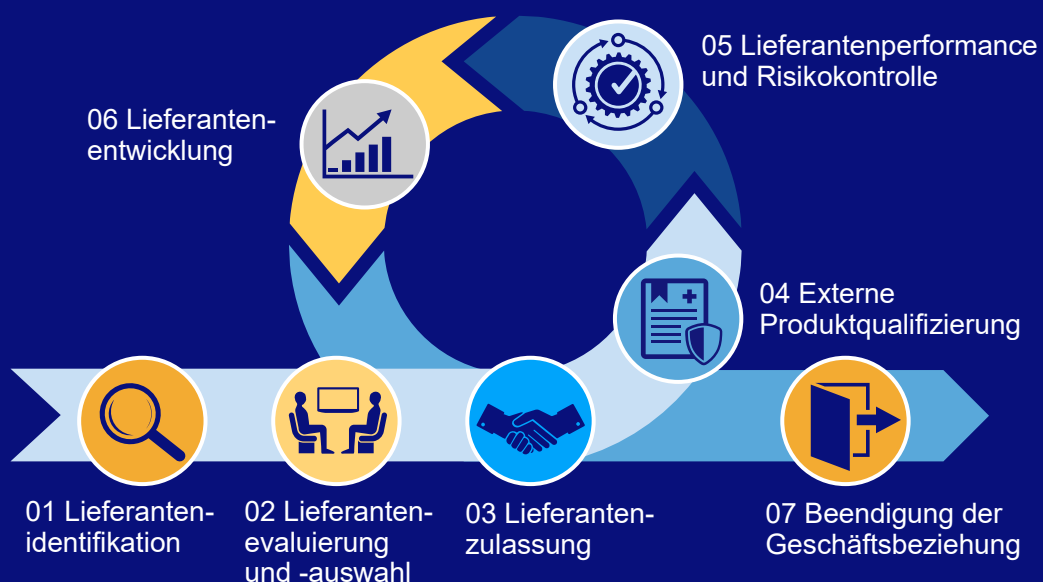 01 Lieferanten-
identifikation
02 Lieferanten-
evaluierung
und -auswahl
03 Lieferanten-
zulassung
04 Externe
Produktqualifizierung
05 Lieferantenperformance
und Risikokontrolle
06 Lieferanten-
entwicklung
07 Beendigung der
Geschäftsbeziehung